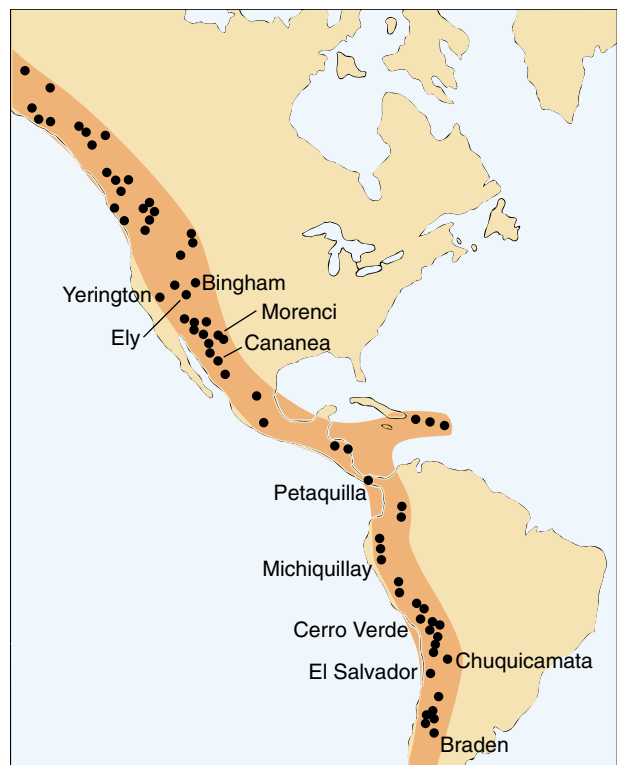 Bingham
Yerington
Morenci
Ely
Cananea
Petaquilla
Michiquillay
Cerro Verde
Chuquicamata
El Salvador
Braden